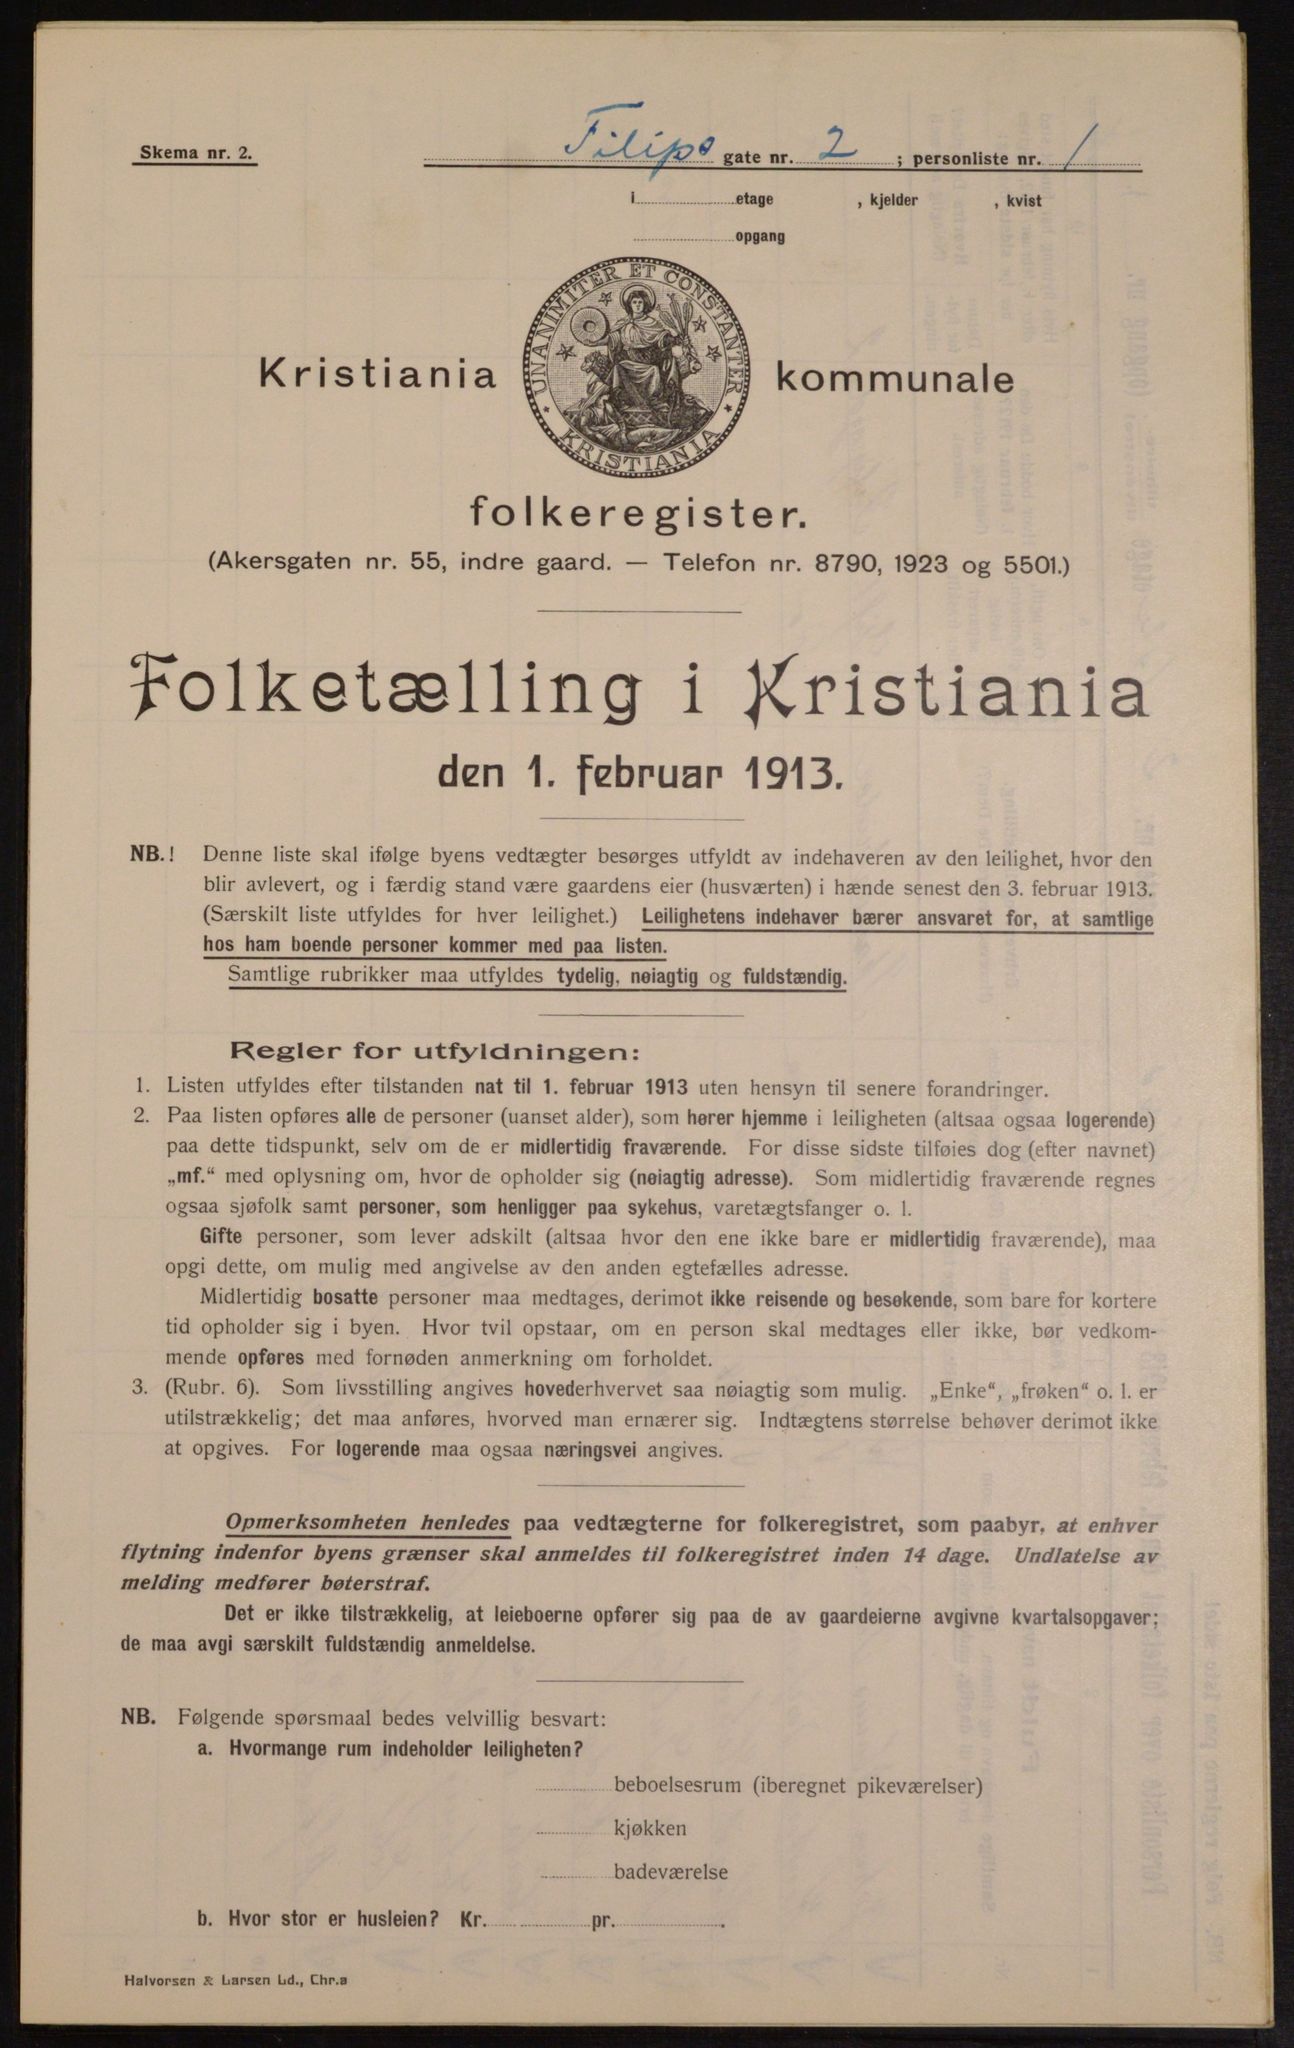 Skema nr. 2.
Filips gate nr. 2 ; personliste nr. 1
i etage , kjelder , kvist
opgang
UNANIMITER ET CONSTANTER
KRISTIANIA
Kristiania kommunale
folkeregister.
(Akersgaten nr. 55, indre gaard. — Telefon nr. 8790, 1923 og 5501.)
Folketælling i Kristiania
den 1. februar 1913.
NB.! Denne liste skal ifølge byens vedtægter besørges utfyldt av indehaveren av den leilighet, hvor den
blir avlevert, og i færdig stand være gaardens eier (husværten) i hænde senest den 3. februar 1913.
(Særskilt liste utfyldes for hver leilighet.) Leilighetens indehaver bærer ansvaret for, at samtlige
hos ham boende personer kommer med paa listen.
Samtlige rubrikker maa utfyldes tydelig, nøiagtig og fuldstændig.
Regler for utfyldningen:
1. Listen utfyldes efter tilstanden nat til 1. februar 1913 uten hensyn til senere forandringer.
2. Paa listen opføres alle de personer (uanset alder), som hører hjemme i leiligheten (altsaa ogsaa logerende)
paa dette tidspunkt, selv om de er midlertidig fraværende. For disse sidste tilføies dog (efter navnet)
„mf.“ med oplysning om, hvor de opholder sig (nøiagtig adresse). Som midlertidig fraværende regnes
ogsaa sjøfolk samt personer, som henligger paa sykehus, varetægtsfanger o. l.
Gifte personer, som lever adskilt (altsaa hvor den ene ikke bare er midlertidig fraværende), maa
opgi dette, om mulig med angivelse av den anden egtefælles adresse.
Midlertidig bosatte personer maa medtages, derimot ikke reisende og besøkende, som bare for kortere
tid opholder sig i byen. Hvor tvil opstaar, om en person skal medtages eller ikke, bør vedkom-
mende opføres med fornøden anmerkning om forholdet.
3. (Rubr. 6). Som livsstilling angives hovederhvervet saa nøiagtig som mulig. „Enke“, „frøken“ o. l. er
utilstrækkelig; det maa anføres, hvorved man ernærer sig. Indtægtens størrelse behøver derimot ikke
at opgives. For logerende maa ogsaa næringsvei angives.
Opmerksomheten henledes paa vedtægterne for folkeregistret, som paabyr, at enhver
flytning indenfor byens grænser skal anmeldes til folkeregistret inden 14 dage. Undlatelse av
melding medfører bøterstraf.
Det er ikke tilstrækkelig, at leieboerne opfører sig paa de av gaardeierne avgivne kvartalsopgaver;
de maa avgi særskilt fuldstændig anmeldelse.
NB. Følgende spørsmaal bedes velvillig besvart:
a. Hvormange rum indeholder leiligheten?
beboelsesrum (iberegnet pikeværelser)
kjøkken
badeværelse
b. Hvor stor er husleien? Kr. pr. .
Halvorsen & Larsen Ld., Chr.a